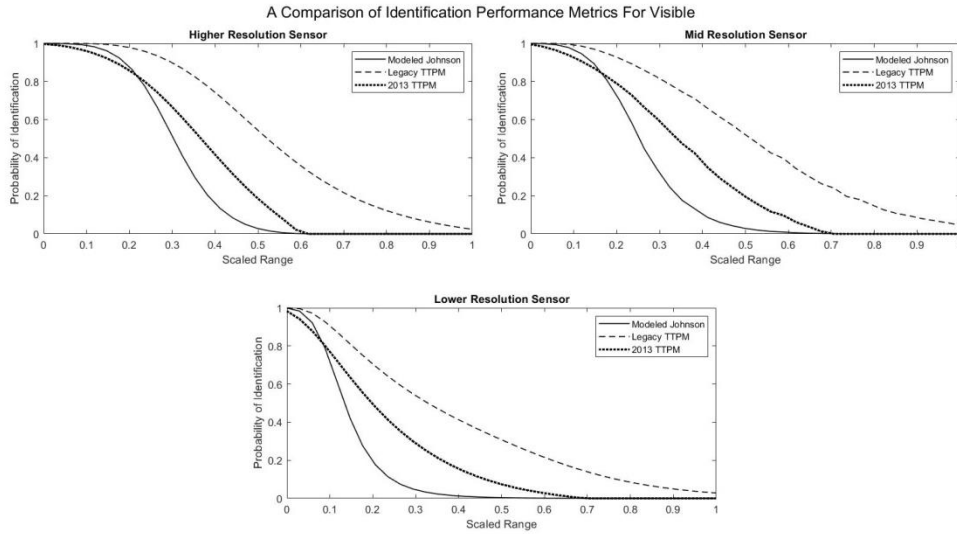 A Comparison of Identification Performance Metrics For Visible
Higher Resolution Sensor
Probability of Identification
1
0.8
0.6
0.4
0.2
0
0 0.1 0.2 0.3 0.4 0.5 0.6 0.7 0.8 0.9 1
Scaled Range
Modeled Johnson
Legacy TTPM
2013 TTPM
Mid Resolution Sensor
Probability of Identification
1
0.8
0.6
0.4
0.2
0
0 0.1 0.2 0.3 0.4 0.5 0.6 0.7 0.8 0.9
Scaled Range
Modeled Johnson
Legacy TTPM
2013 TTPM
Lower Resolution Sensor
Probability of Identification
1
0.8
0.6
0.4
0.2
0
0 0.1 0.2 0.3 0.4 0.5 0.6 0.7 0.8 0.9 1
Scaled Range
Modeled Johnson
Legacy TTPM
2013 TTPM